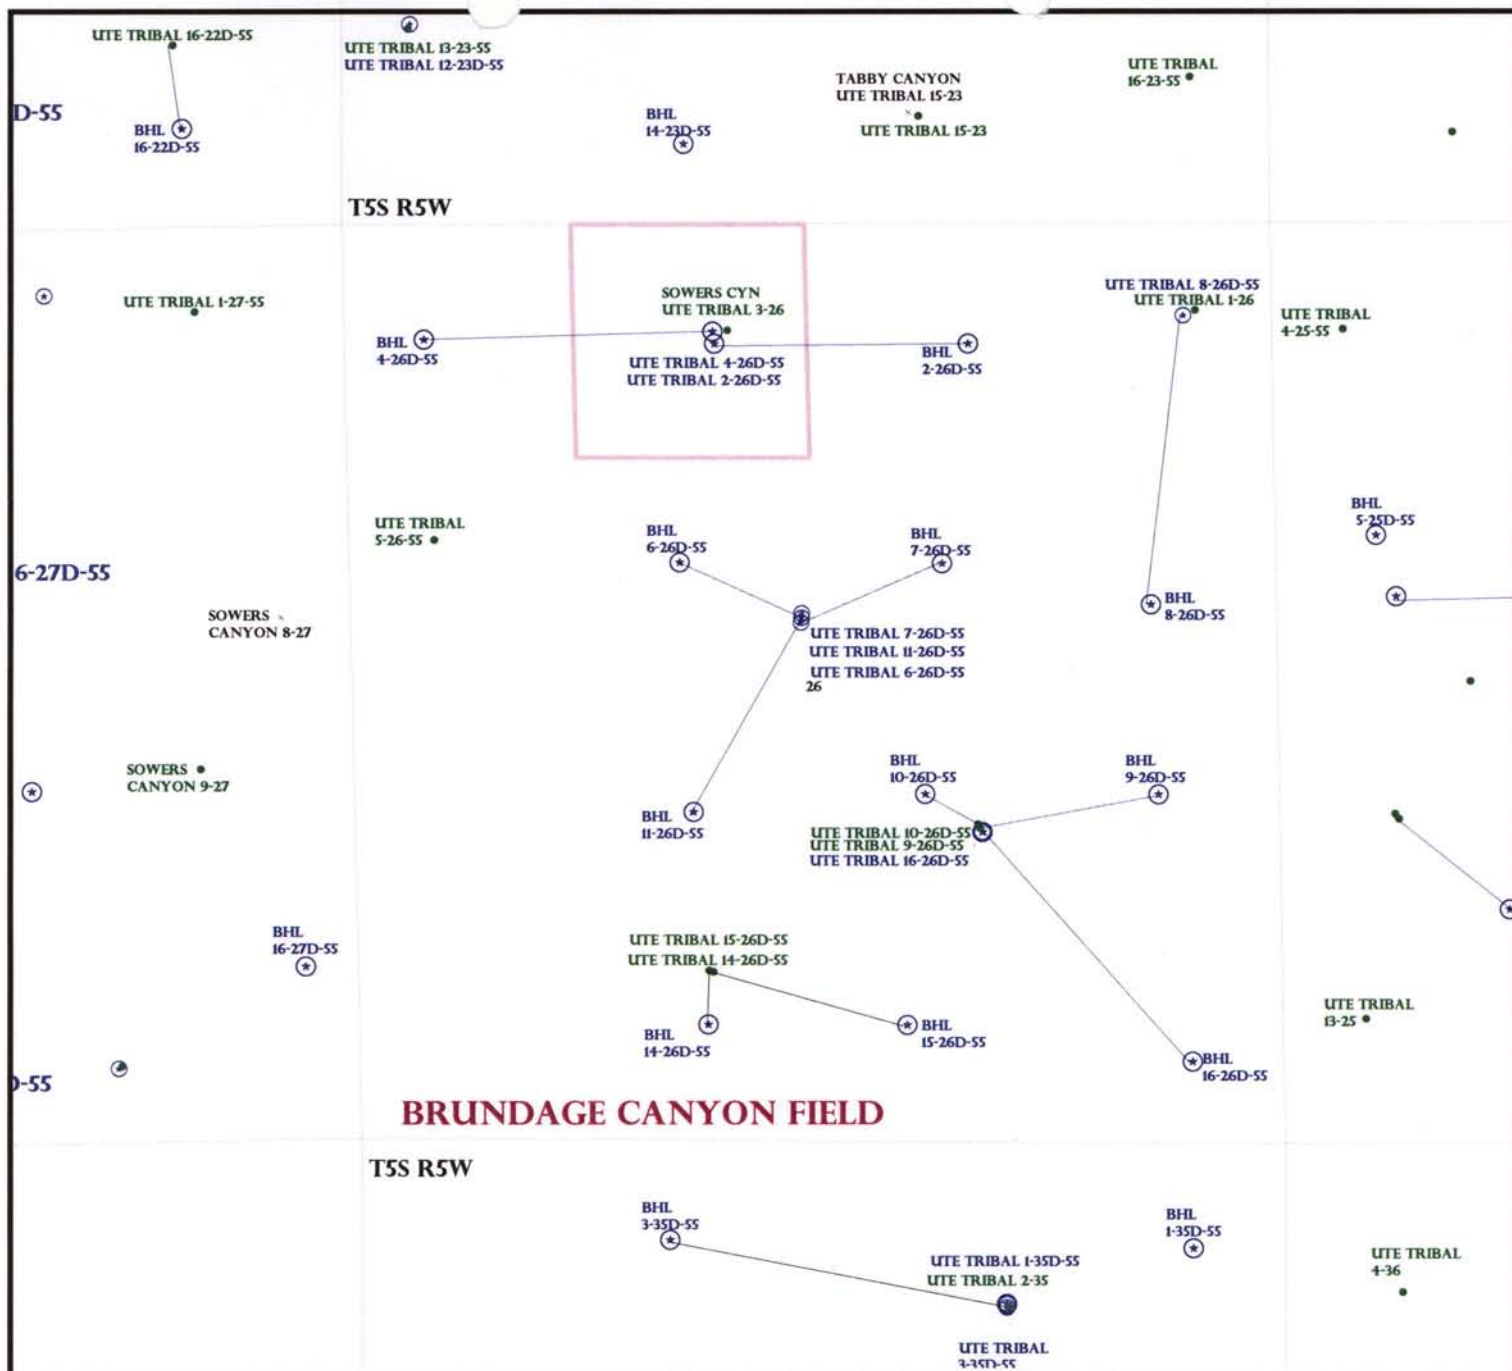 UTE TRIBAL 16-22D-55
UTE TRIBAL 13-23-55
UTE TRIBAL 12-23D-55
TABBY CANYON
UTE TRIBAL 15-23
UTE TRIBAL 15-23
UTE TRIBAL
16-23-55
D-55
BHL
16-22D-55
BHL
14-23D-55
T5S R5W
UTE TRIBAL 1-27-55
SOWERS CYN
UTE TRIBAL 3-26
UTE TRIBAL 8-26D-55
UTE TRIBAL 1-26
UTE TRIBAL
4-25-55
BHL
4-26D-55
UTE TRIBAL 4-26D-55
UTE TRIBAL 2-26D-55
BHL
2-26D-55
UTE TRIBAL
5-26-55
BHL
6-26D-55
BHL
7-26D-55
BHL
5-25D-55
6-27D-55
SOWERS
CANYON 8-27
BHL
8-26D-55
UTE TRIBAL 7-26D-55
UTE TRIBAL 11-26D-55
UTE TRIBAL 6-26D-55
26
SOWERS
CANYON 9-27
BHL
10-26D-55
BHL
9-26D-55
BHL
11-26D-55
UTE TRIBAL 10-26D-55
UTE TRIBAL 9-26D-55
UTE TRIBAL 16-26D-55
BHL
16-27D-55
UTE TRIBAL 15-26D-55
UTE TRIBAL 14-26D-55
UTE TRIBAL
13-25
BHL
14-26D-55
BHL
15-26D-55
BHL
16-26D-55
D-55
BRUNDAGE CANYON FIELD
T5S R5W
BHL
3-35D-55
BHL
1-35D-55
UTE TRIBAL 1-35D-55
UTE TRIBAL 2-35
UTE TRIBAL
4-36
UTE TRIBAL
3-35D-55